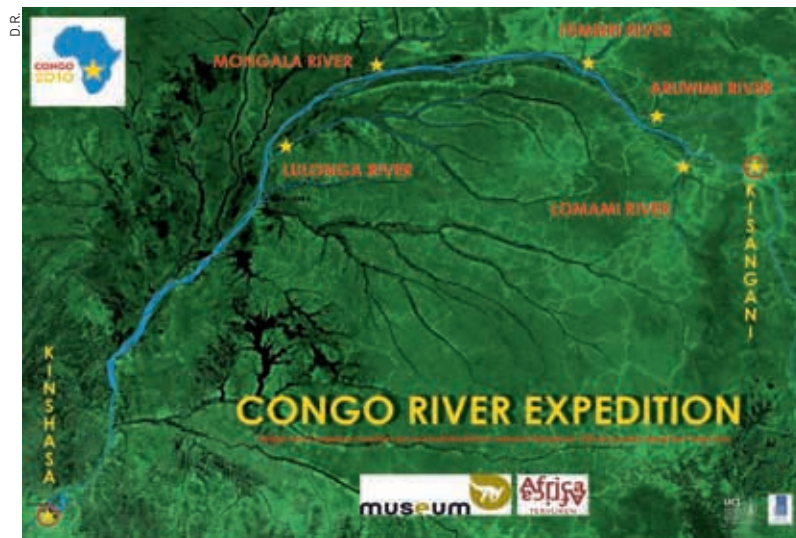 D.R.
CONGO
2010
MONGALA RIVER
ITIMBIRI RIVER
ARUWIMI RIVER
LULONGA RIVER
LOMAMI RIVER
KISANGANI
KINSHASA
CONGO RIVER EXPEDITION
museum
Africa
TERVUREN